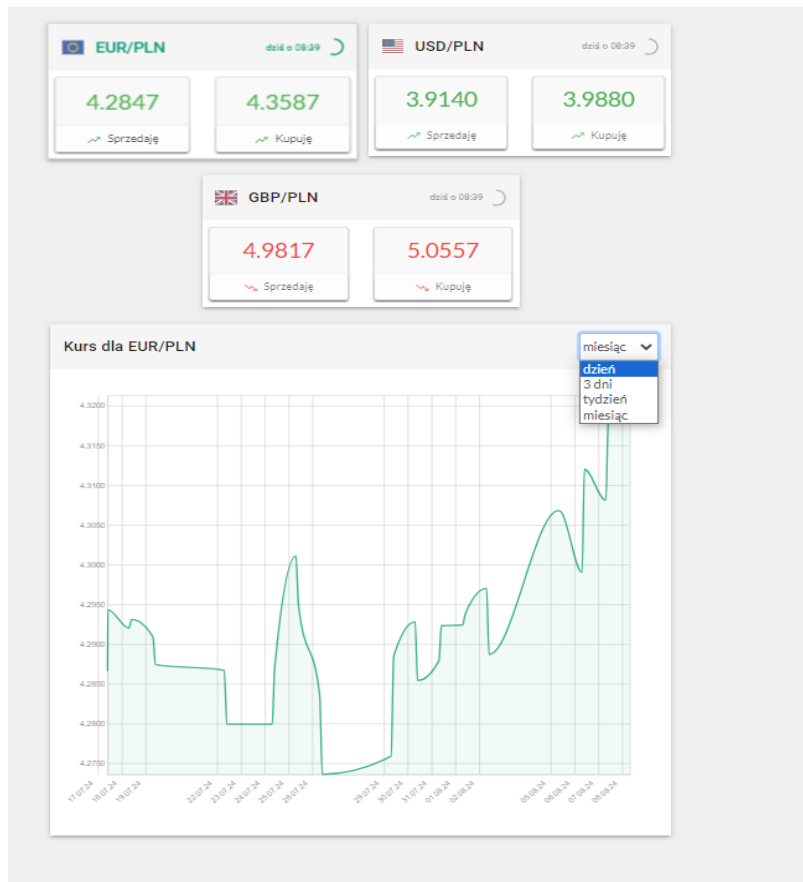 EUR/PLN dziś o 08:39
4.2847 4.3587
Sprzedaję Kupuję
USD/PLN dziś o 08:39
3.9140 3.9880
Sprzedaję Kupuję
GBP/PLN dziś o 08:39
4.9817 5.0557
Sprzedaję Kupuję
Kurs dla EUR/PLN miesiąc
dzień
3 dni
tydzień
miesiąc
4.3200
4.3150
4.3100
4.3050
4.3000
4.2950
4.2900
4.2850
4.2800
4.2750
17.07.24 18.07.24 19.07.24 22.07.24 23.07.24 24.07.24 25.07.24 26.07.24 29.07.24 30.07.24 31.07.24 01.08.24 02.08.24 05.08.24 06.08.24 07.08.24 08.08.24